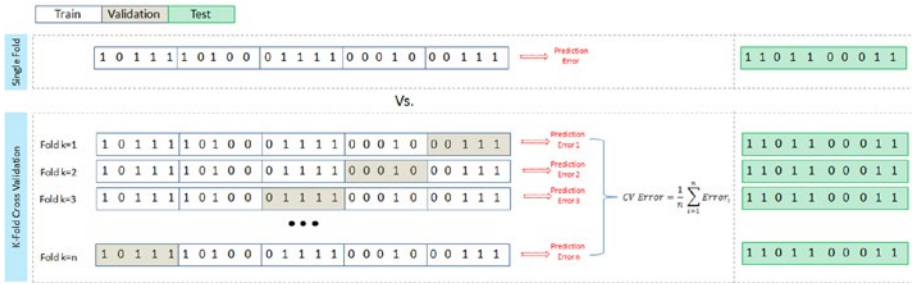 Train Validation Test
Single Fold
1 0 1 1 1 1 0 1 0 0 0 1 1 1 1 0 0 0 1 0 0 0 1 1 1
Prediction
Error
1 1 0 1 1 0 0 0 1 1
Vs.
K-Fold Cross Validation
Fold k=1 1 0 1 1 1 1 0 1 0 0 0 1 1 1 1 0 0 0 1 0 0 0 1 1 1
Prediction
Error 1
1 1 0 1 1 0 0 0 1 1
Fold k=2 1 0 1 1 1 1 0 1 0 0 0 1 1 1 1 0 0 0 1 0 0 0 1 1 1
Prediction
Error 2
1 1 0 1 1 0 0 0 1 1
Fold k=3 1 0 1 1 1 1 0 1 0 0 0 1 1 1 1 0 0 0 1 0 0 0 1 1 1
Prediction
Error 3
1 1 0 1 1 0 0 0 1 1
CV Error = 1/n ∑ i=1 n Error i
•••
Fold k=n 1 0 1 1 1 1 0 1 0 0 0 1 1 1 1 0 0 0 1 0 0 0 1 1 1
Prediction
Error n
1 1 0 1 1 0 0 0 1 1